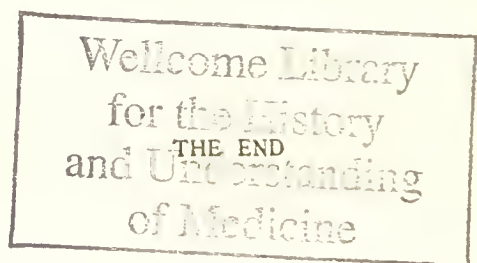 Wellcome Library
for the History
THE END
and Understanding
of Medicine